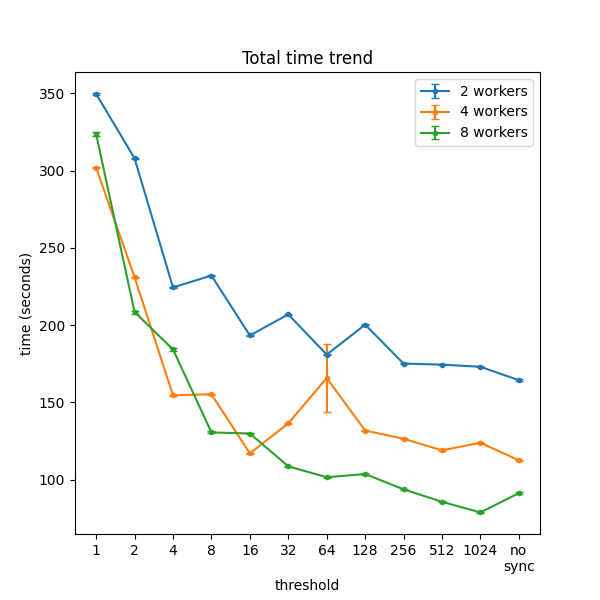 Total time trend
2 workers
4 workers
8 workers
time (seconds)
350
300
250
200
150
100
1 2 4 8 16 32 64 128 256 512 1024 no
sync
threshold